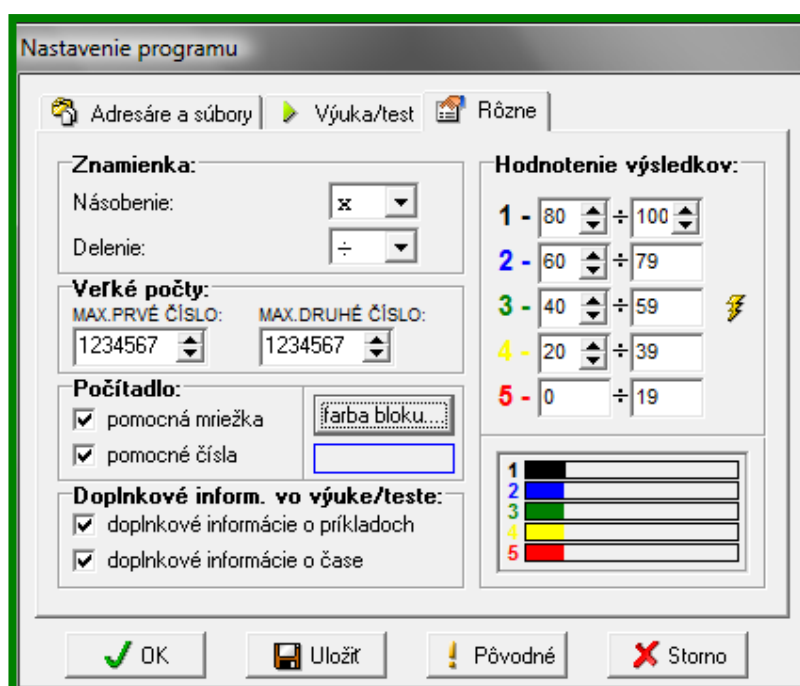 Nastavenie programu
Adresáre a súbory
Výuka/test
Rôzne
Znamienka:
Násobenie: x
Delenie: ÷
Veľké počty:
MAX.PRVÉ ČÍSLO: MAX.DRUHÉ ČÍSLO:
1234567 1234567
Počítadlo:
pomocná mriežka
pomocné čísla
farba bloku....
Doplnkové inform. vo výuke/teste:
doplnkové informácie o príkladoch
doplnkové informácie o čase
Hodnotenie výsledkov:
1 - 80 ÷ 100
2 - 60 ÷ 79
3 - 40 ÷ 59
4 - 20 ÷ 39
5 - 0 ÷ 19
1
2
3
4
5
OK
Uložiť
Pôvodné
Storno